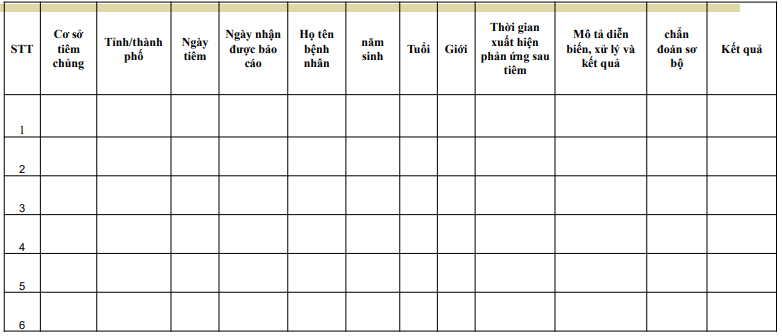 STT
Cơ sở
tiêm
chủng
Tỉnh/thành
phố
Ngày
tiêm
Ngày nhận
được báo
cáo
Họ tên
bệnh
nhân
năm
sinh
Tuổi
Giới
Thời gian
xuất hiện
phản ứng sau
tiêm
Mô tả diễn
biến, xử lý và
kết quả
chẩn
đoán sơ
bộ
Kết quả
1
2
3
4
5
6